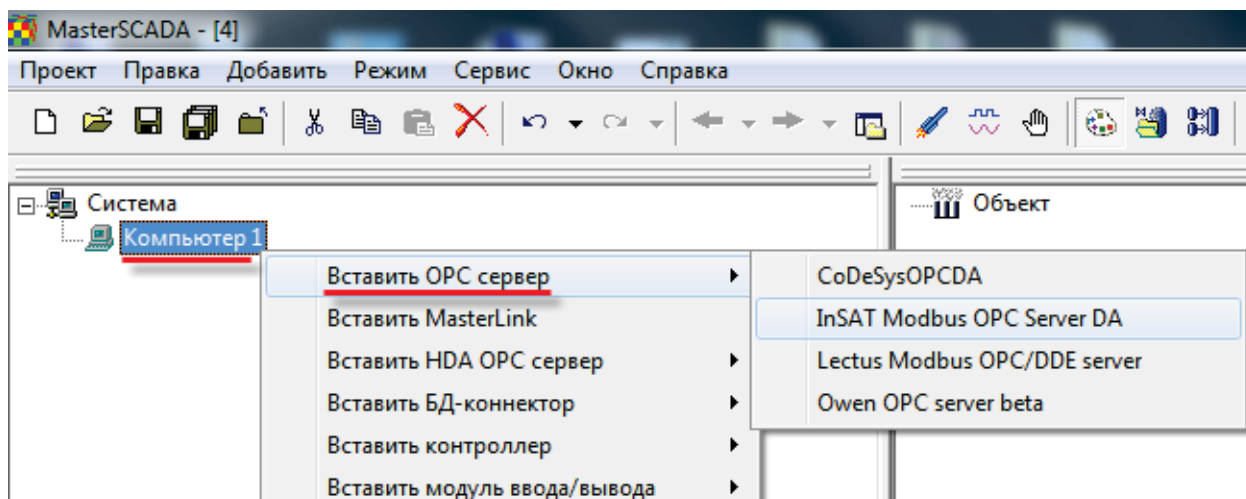 MasterSCADA - [4]
Проект Правка Добавить Режим Сервис Окно Справка
Система
Компьютер 1
Объект
Вставить OPC сервер
Вставить MasterLink
Вставить HDA OPC сервер
Вставить БД-коннектор
Вставить контроллер
Вставить модуль ввода/вывода
CoDeSysOPCDA
InSAT Modbus OPC Server DA
Lectus Modbus OPC/DDE server
Owen OPC server beta